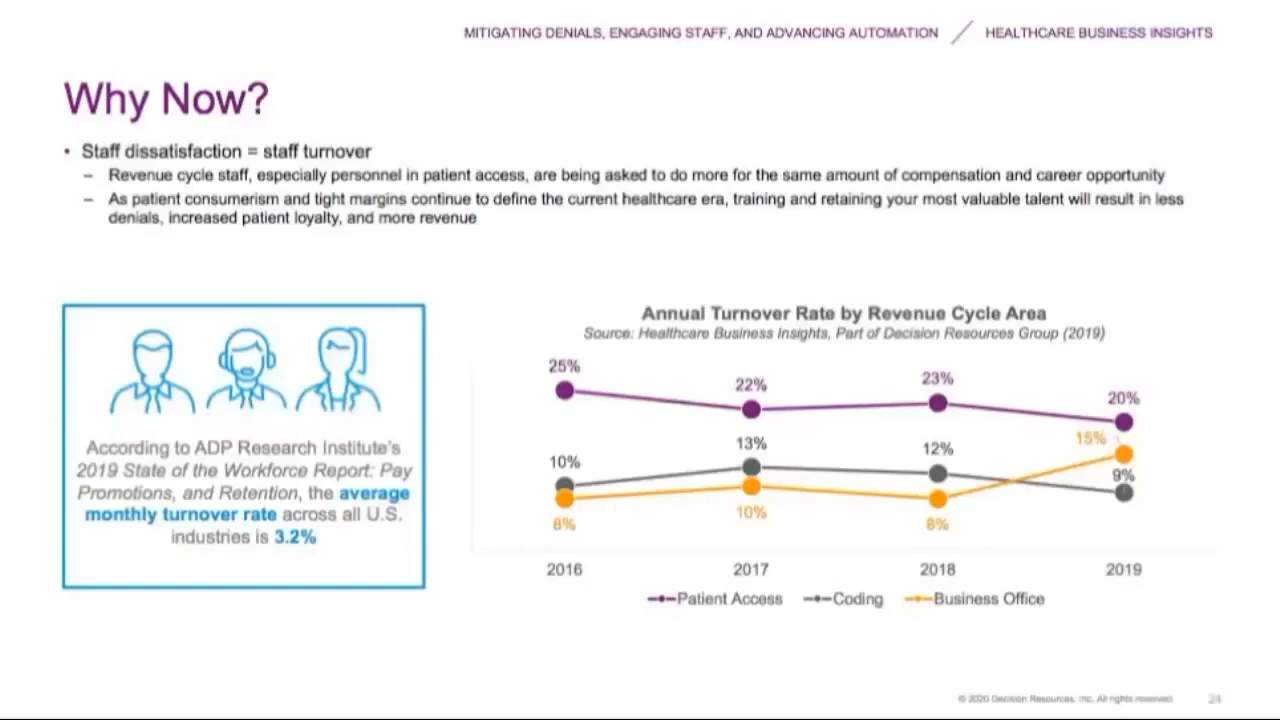 MITIGATING DENIALS, ENGAGING STAFF, AND ADVANCING AUTOMATION / HEALTHCARE BUSINESS INSIGHTS
Why Now?
• Staff dissatisfaction = staff turnover
– Revenue cycle staff, especially personnel in patient access, are being asked to do more for the same amount of compensation and career opportunity
– As patient consumerism and tight margins continue to define the current healthcare era, training and retaining your most valuable talent will result in less
denials, increased patient loyalty, and more revenue
According to ADP Research Institute's
2019 State of the Workforce Report: Pay
Promotions, and Retention, the average
monthly turnover rate across all U.S.
industries is 3.2%
Annual Turnover Rate by Revenue Cycle Area
Source: Healthcare Business Insights, Part of Decision Resources Group (2019)
25%
22%
23%
20%
10%
13%
12%
9%
8%
10%
8%
15%
2016 2017 2018 2019
Patient Access Coding Business Office
© 2020 Decision Resources, Inc. All rights reserved.
24